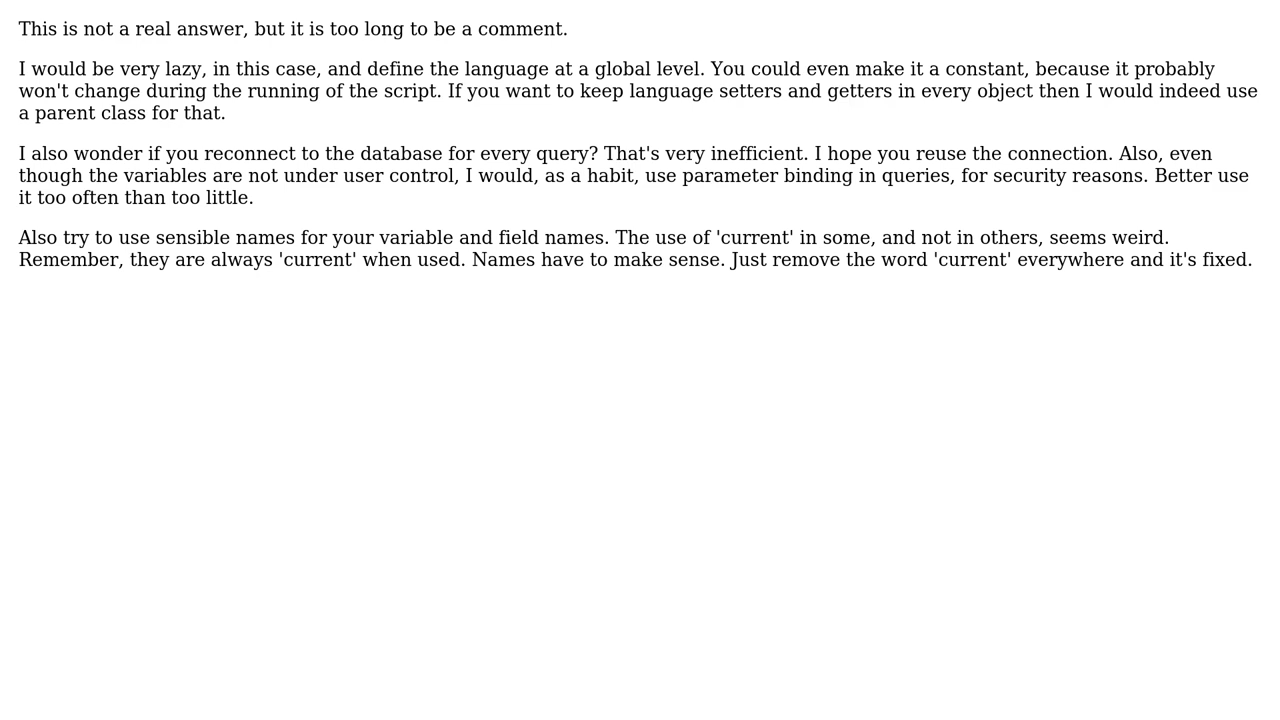 This is not a real answer, but it is too long to be a comment.
I would be very lazy, in this case, and define the language at a global level. You could even make it a constant, because it probably
won't change during the running of the script. If you want to keep language setters and getters in every object then I would indeed use
a parent class for that.
I also wonder if you reconnect to the database for every query? That's very inefficient. I hope you reuse the connection. Also, even
though the variables are not under user control, I would, as a habit, use parameter binding in queries, for security reasons. Better use
it too often than too little.
Also try to use sensible names for your variable and field names. The use of 'current' in some, and not in others, seems weird.
Remember, they are always 'current' when used. Names have to make sense. Just remove the word 'current' everywhere and it's fixed.